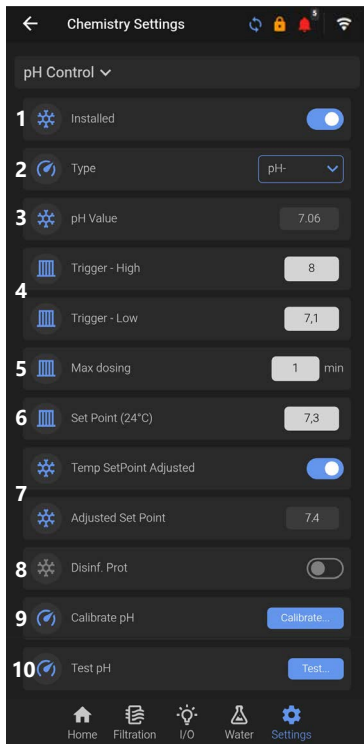 Chemistry Settings 5
pH Control
1 Installed
2 Type pH-
3 pH Value 7.06
4
Trigger - High 8
Trigger - Low 7,1
5 Max dosing 1 min
6 Set Point (24°C) 7,3
7
Temp SetPoint Adjusted
Adjusted Set Point 7.4
8 Disinf. Prot
9 Calibrate pH Calibrate...
10 Test pH Test...
Home Filtration I/O Water Settings